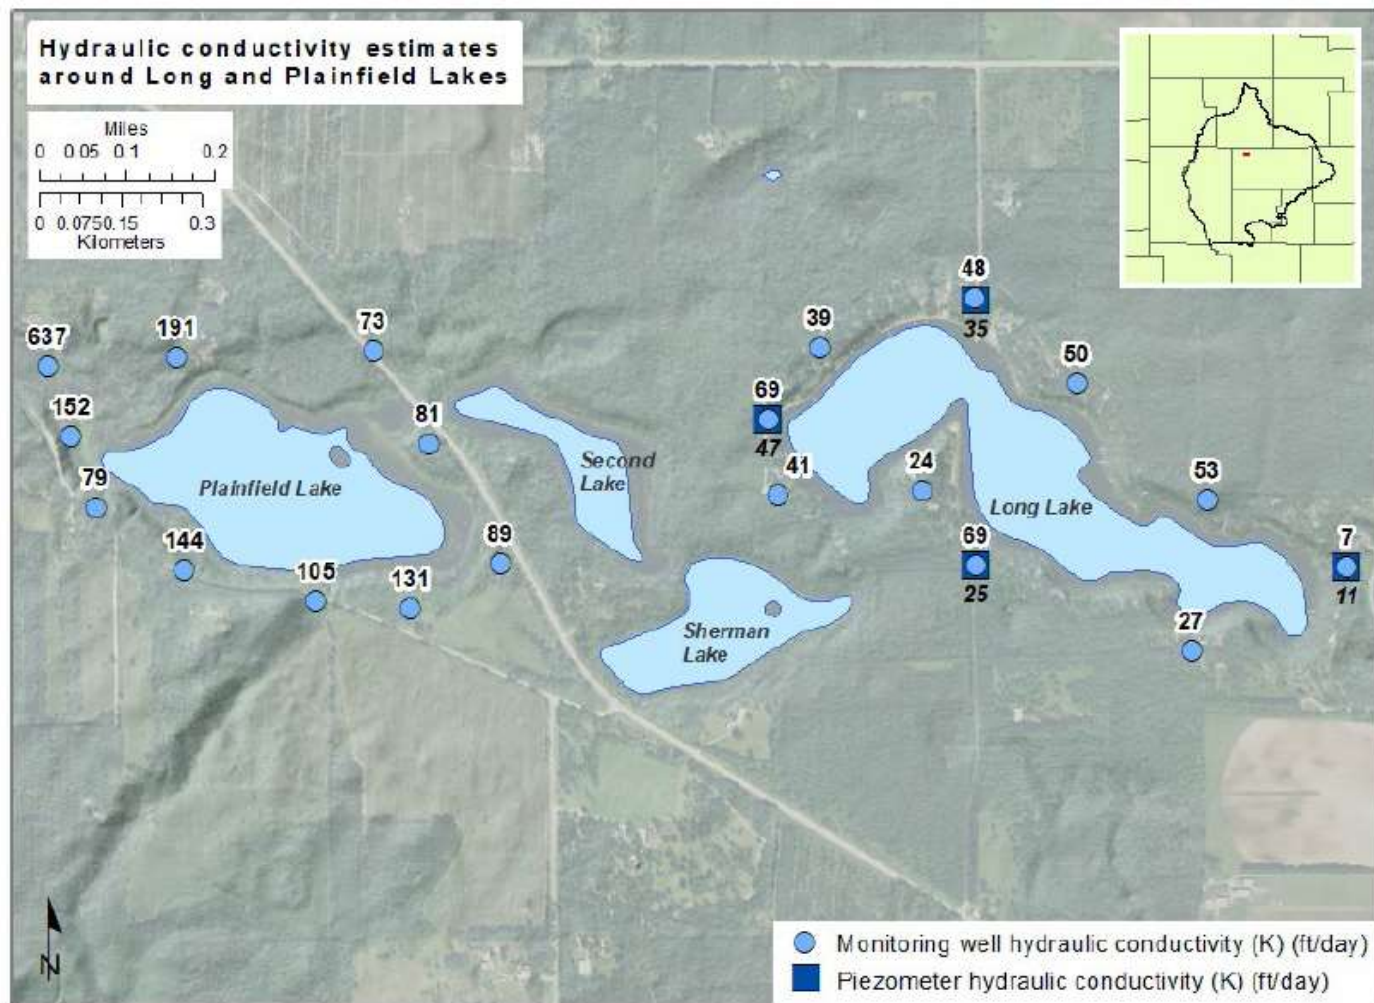 Hydraulic conductivity estimates
around Long and Plainfield Lakes
Miles
0 0.05 0.1 0.2
0 0.075 0.15 0.3
Kilometers
48
35
637
191
73
39
50
69
47
152
81
41
24
53
79
Plainfield Lake
Second
Lake
Long Lake
144
105
131
89
69
25
7
11
Sherman
Lake
27
N
Monitoring well hydraulic conductivity (K) (ft/day)
Piezometer hydraulic conductivity (K) (ft/day)